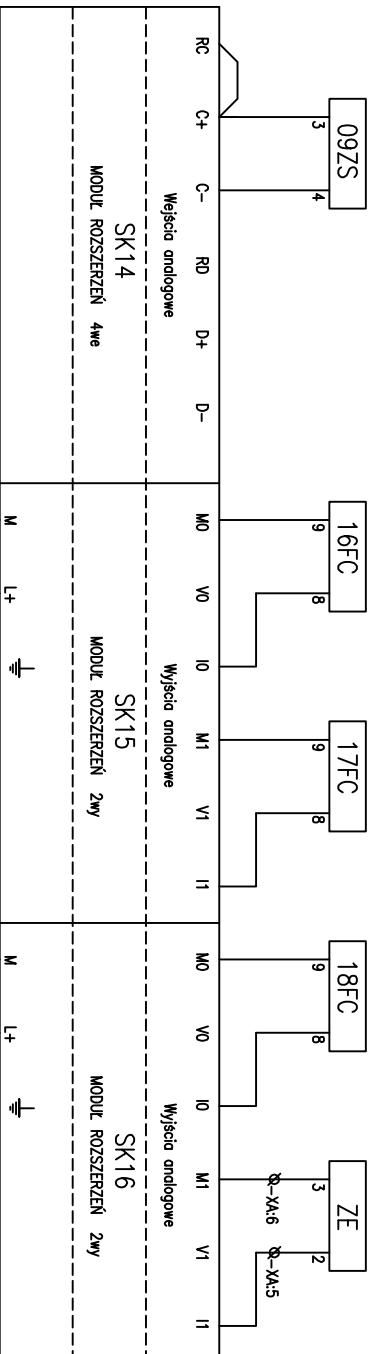 09ZS
3 4
RC C+ C- RD D+ D-
Wejścia analogowe
SK14
MODUŁ ROZSZERZEŃ 4we
16FC 17FC
9 8 9 8
M0 V0 I0 M1 V1 I1
Wyjścia analogowe
SK15
MODUŁ ROZSZERZEŃ 2wy
M L+
18FC ZE
9 8 3 2
-XA:6 -XA:5
M0 V0 I0 M1 V1 I1
Wyjścia analogowe
SK16
MODUŁ ROZSZERZEŃ 2wy
M L+